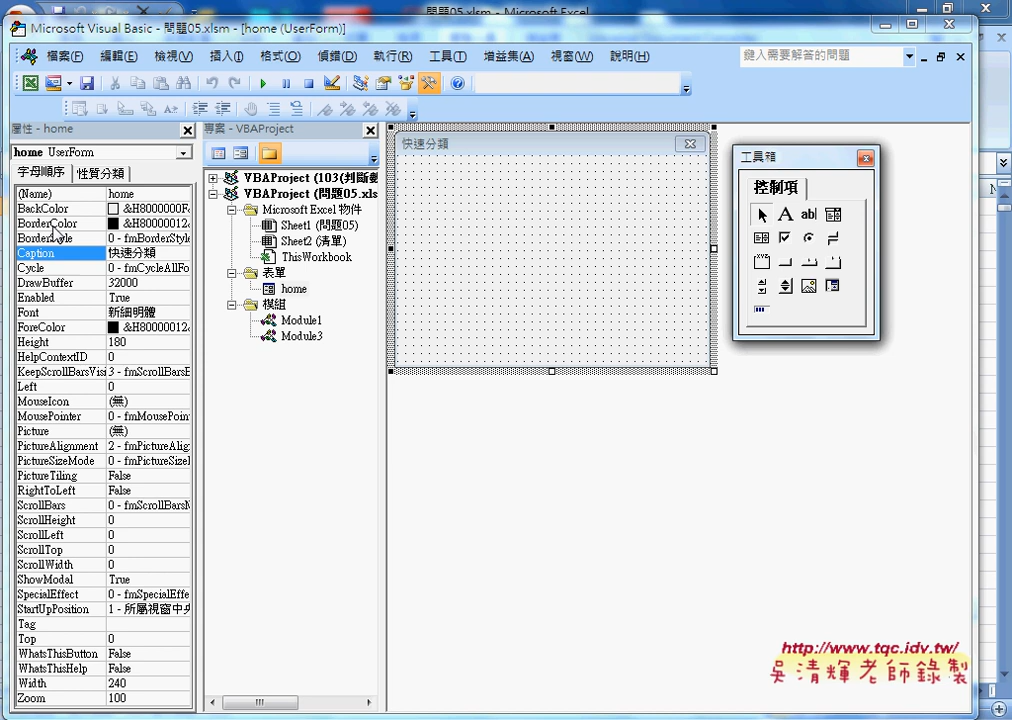 問題05.xlsm - Microsoft Excel
Microsoft Visual Basic - 問題05.xlsm - [home (UserForm)]
檔案(F) 編輯(E) 檢視(V) 插入(I) 格式(O) 偵錯(D) 執行(R) 工具(T) 增益集(A) 視窗(W) 說明(H) 鍵入需要解答的問題
屬性 - home
專案 - VBAProject
home UserForm
字母順序 性質分類
(Name) home
BackColor &H8000000F
BorderColor &H80000012
BorderStyle 0 - fmBorderStyle
Caption 快速分類
Cycle 0 - fmCycleAllFo
DrawBuffer 32000
Enabled True
Font 新細明體
ForeColor &H80000012
Height 180
HelpContextID 0
KeepScrollBarsVisi 3 - fmScrollBarsB
Left 0
MouseIcon (無)
MousePointer 0 - fmMousePoin
Picture (無)
PictureAlignment 2 - fmPictureAlig
PictureSizeMode 0 - fmPictureSizeM
PictureTiling False
RightToLeft False
ScrollBars 0 - fmScrollBarsN
ScrollHeight 0
ScrollLeft 0
ScrollTop 0
ScrollWidth 0
ShowModal True
SpecialEffect 0 - fmSpecialEffe
StartUpPosition 1 - 所屬視窗中央
Tag
Top 0
WhatsThisButton False
WhatsThisHelp False
Width 240
Zoom 100
VBAProject (103(判斷
VBAProject (問題05.xls
Microsoft Excel 物件
Sheet1 (問題05)
Sheet2 (清單)
ThisWorkbook
表單
home
模組
Module1
Module3
快速分類
工具箱
控制項
A abl
http://www.tqc.idv.tw/
吳清輝老師錄製